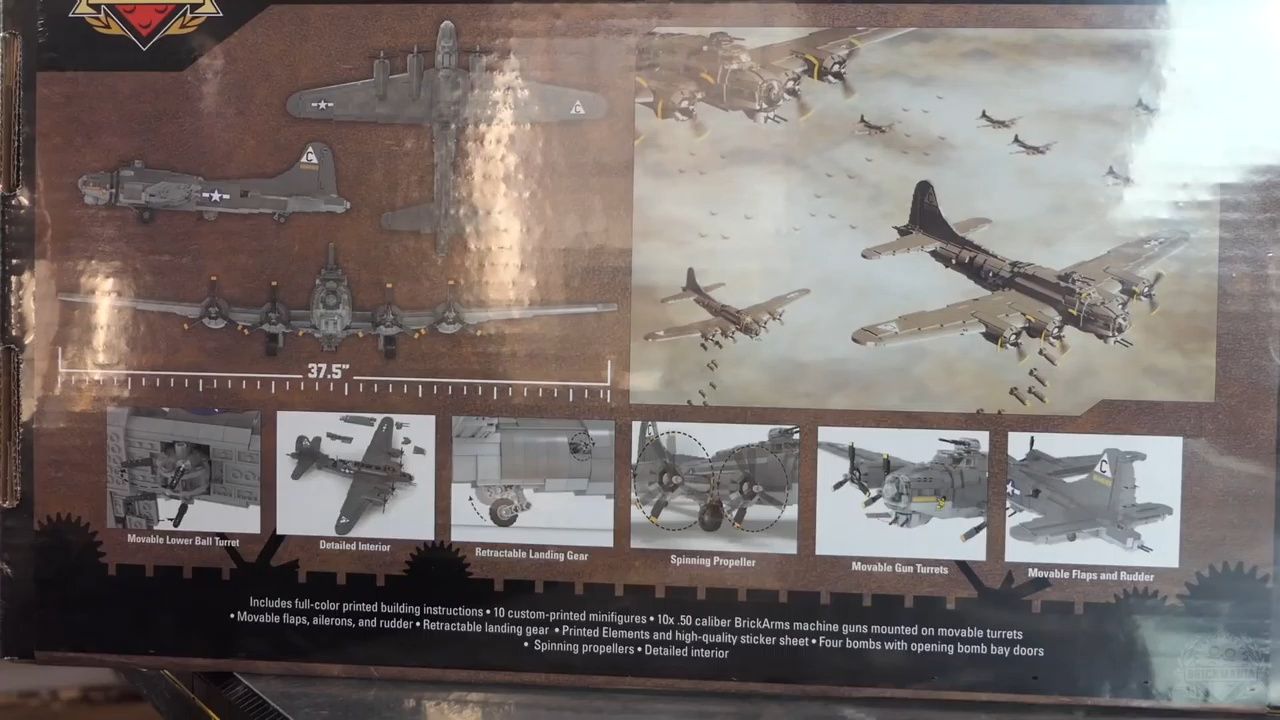 C
C
37.5”
C
Movable Lower Ball Turret
Detailed Interior
Retractable Landing Gear
Spinning Propeller
Movable Gun Turrets
Movable Flaps and Rudder
Includes full-color printed building instructions • 10 custom-printed minifigures • 10x .50 caliber BrickArms machine guns mounted on movable turrets
• Movable flaps, ailerons, and rudder • Retractable landing gear • Printed Elements and high-quality sticker sheet • Four bombs with opening bomb bay doors
• Spinning propellers • Detailed interior
BRICKMANIA